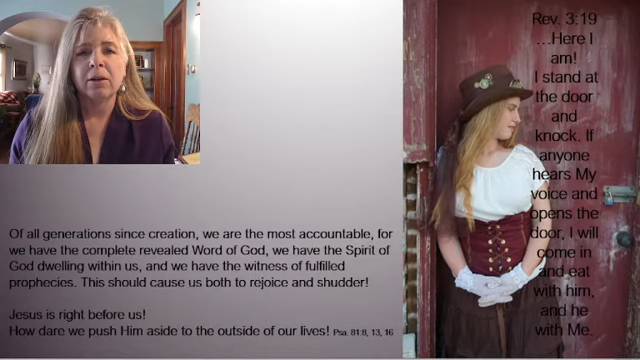 Of all generations since creation, we are the most accountable, for
we have the complete revealed Word of God, we have the Spirit of
God dwelling within us, and we have the witness of fulfilled
prophecies. This should cause us both to rejoice and shudder!
Jesus is right before us!
How dare we push Him aside to the outside of our lives! Psa. 81:8, 13, 16
Rev. 3:19
…Here I
am!
I stand at
the door
and
knock. If
anyone
hears My
voice and
opens the
door, I will
come in
and eat
with him,
and he
with Me.